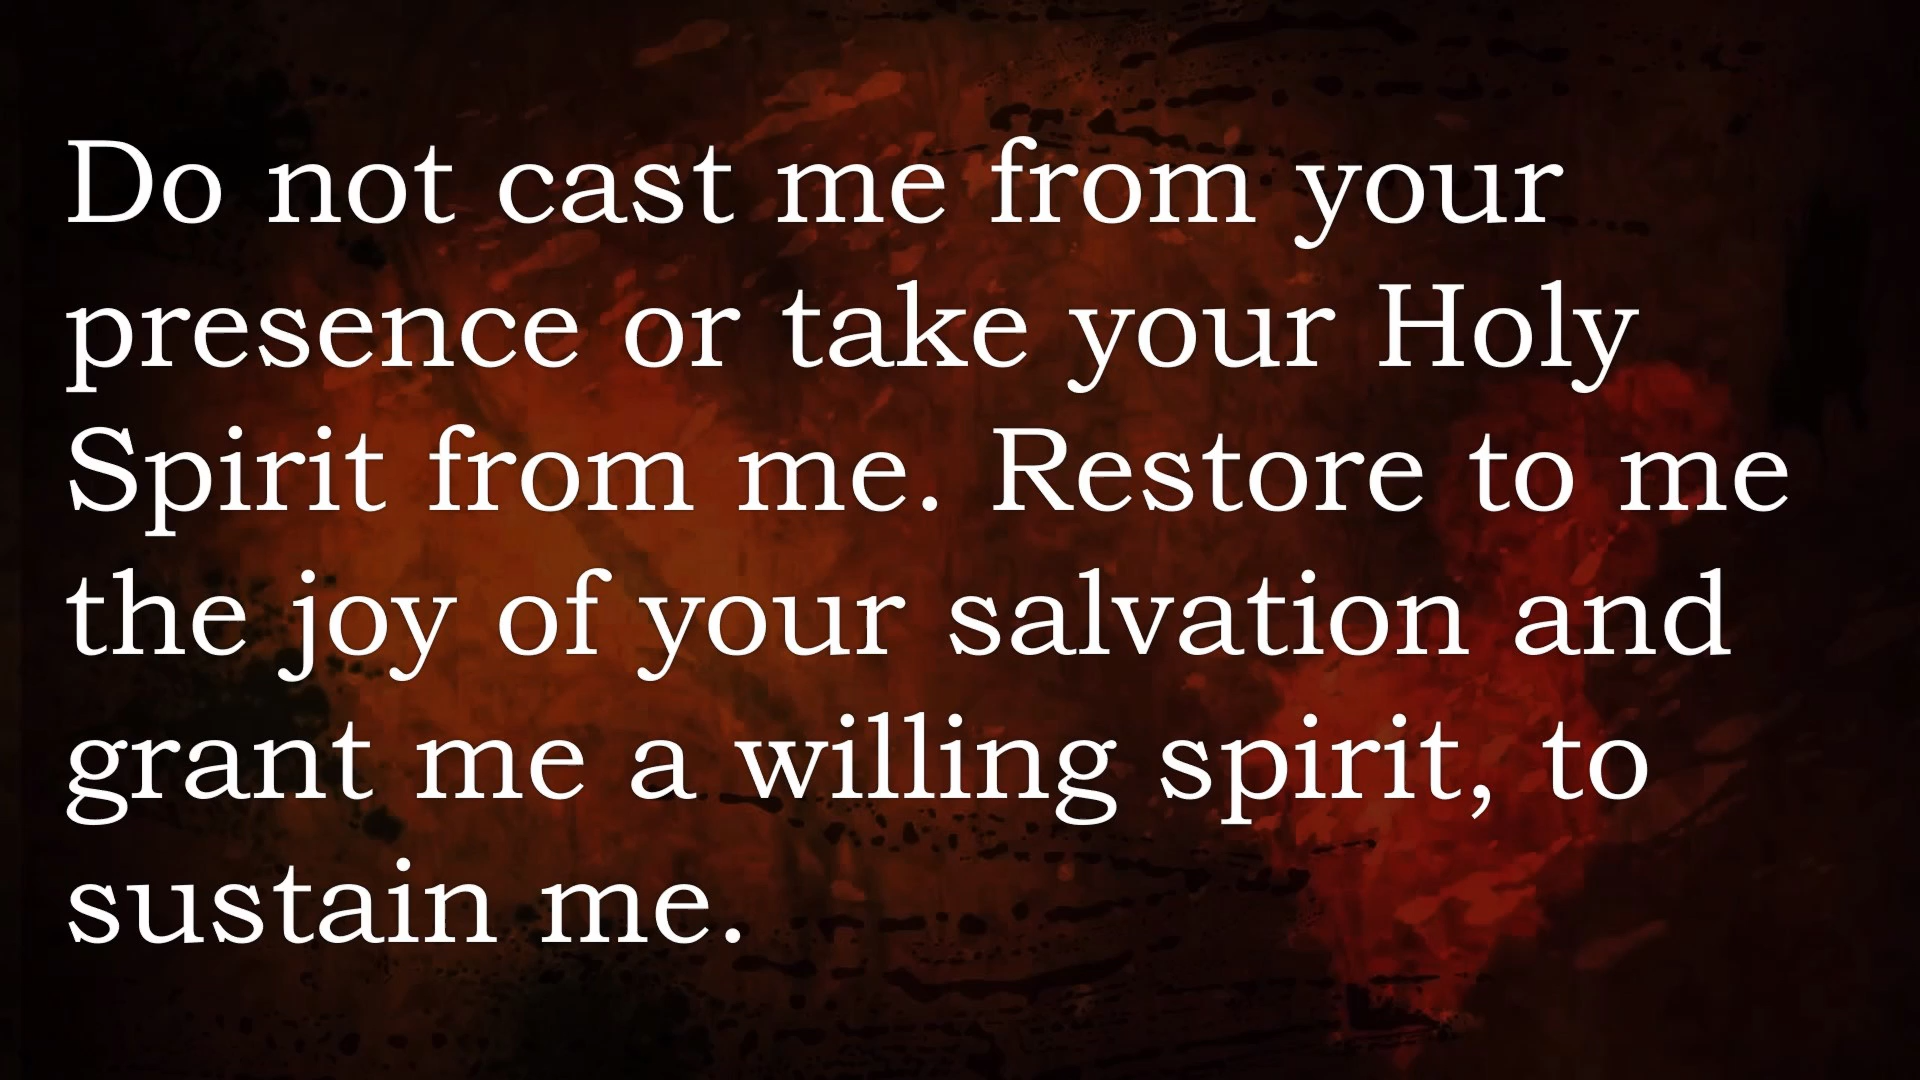 Do not cast me from your
presence or take your Holy
Spirit from me. Restore to me
the joy of your salvation and
grant me a willing spirit, to
sustain me.